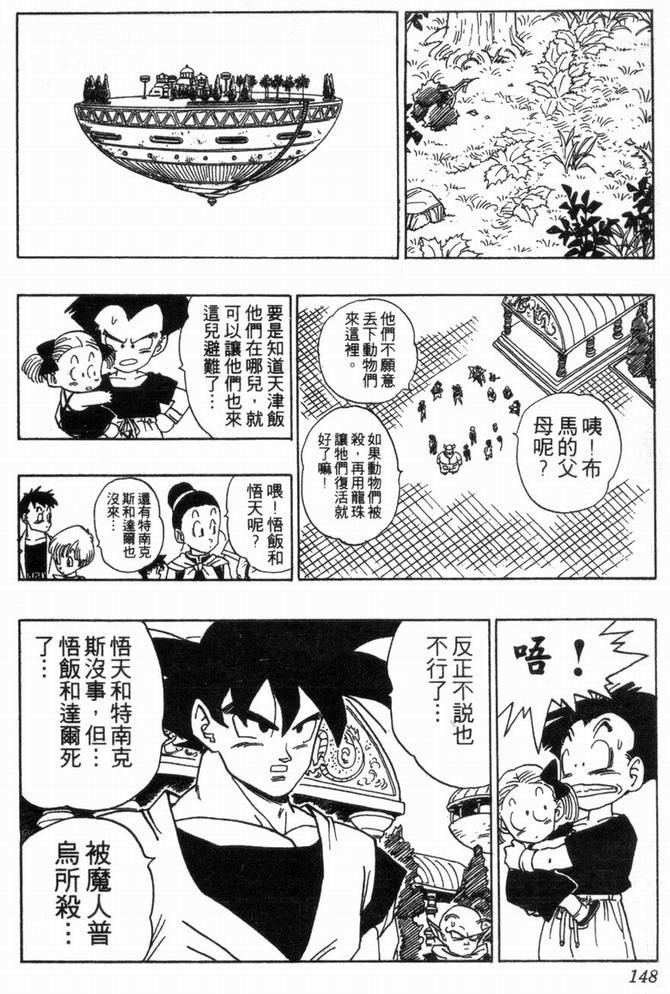 咦！布
馬的父
母呢？
他們不願意
丟下動物們
來這裡。
如果動物們被
殺，再用龍珠
讓牠們復活就
好了嘛！
要是知道天津飯
他們在哪兒，就
可以讓他們也來
這兒避難了…
喂！悟飯和
悟天呢？
還有特南克
斯和達爾也
沒來…
唔！
反正不說也
不行了…
悟天和特南克
斯沒事，但…
悟飯和達爾死
了…
被魔人普
烏所殺…
148